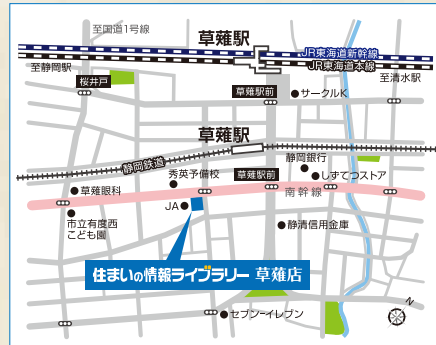 至国道1号線
草薙駅
JR東海道新幹線
JR東海道本線
至静岡駅
至清水駅
桜井戸
草薙駅前
サークルK
草薙駅
静岡鉄道
静岡銀行
秀英予備校
草薙駅前
しずてつストア
草薙眼科
南幹線
JA
市立有度西
こども園
静清信用金庫
住まいの情報ライブラリー 草薙店
セブン-イレブン
N